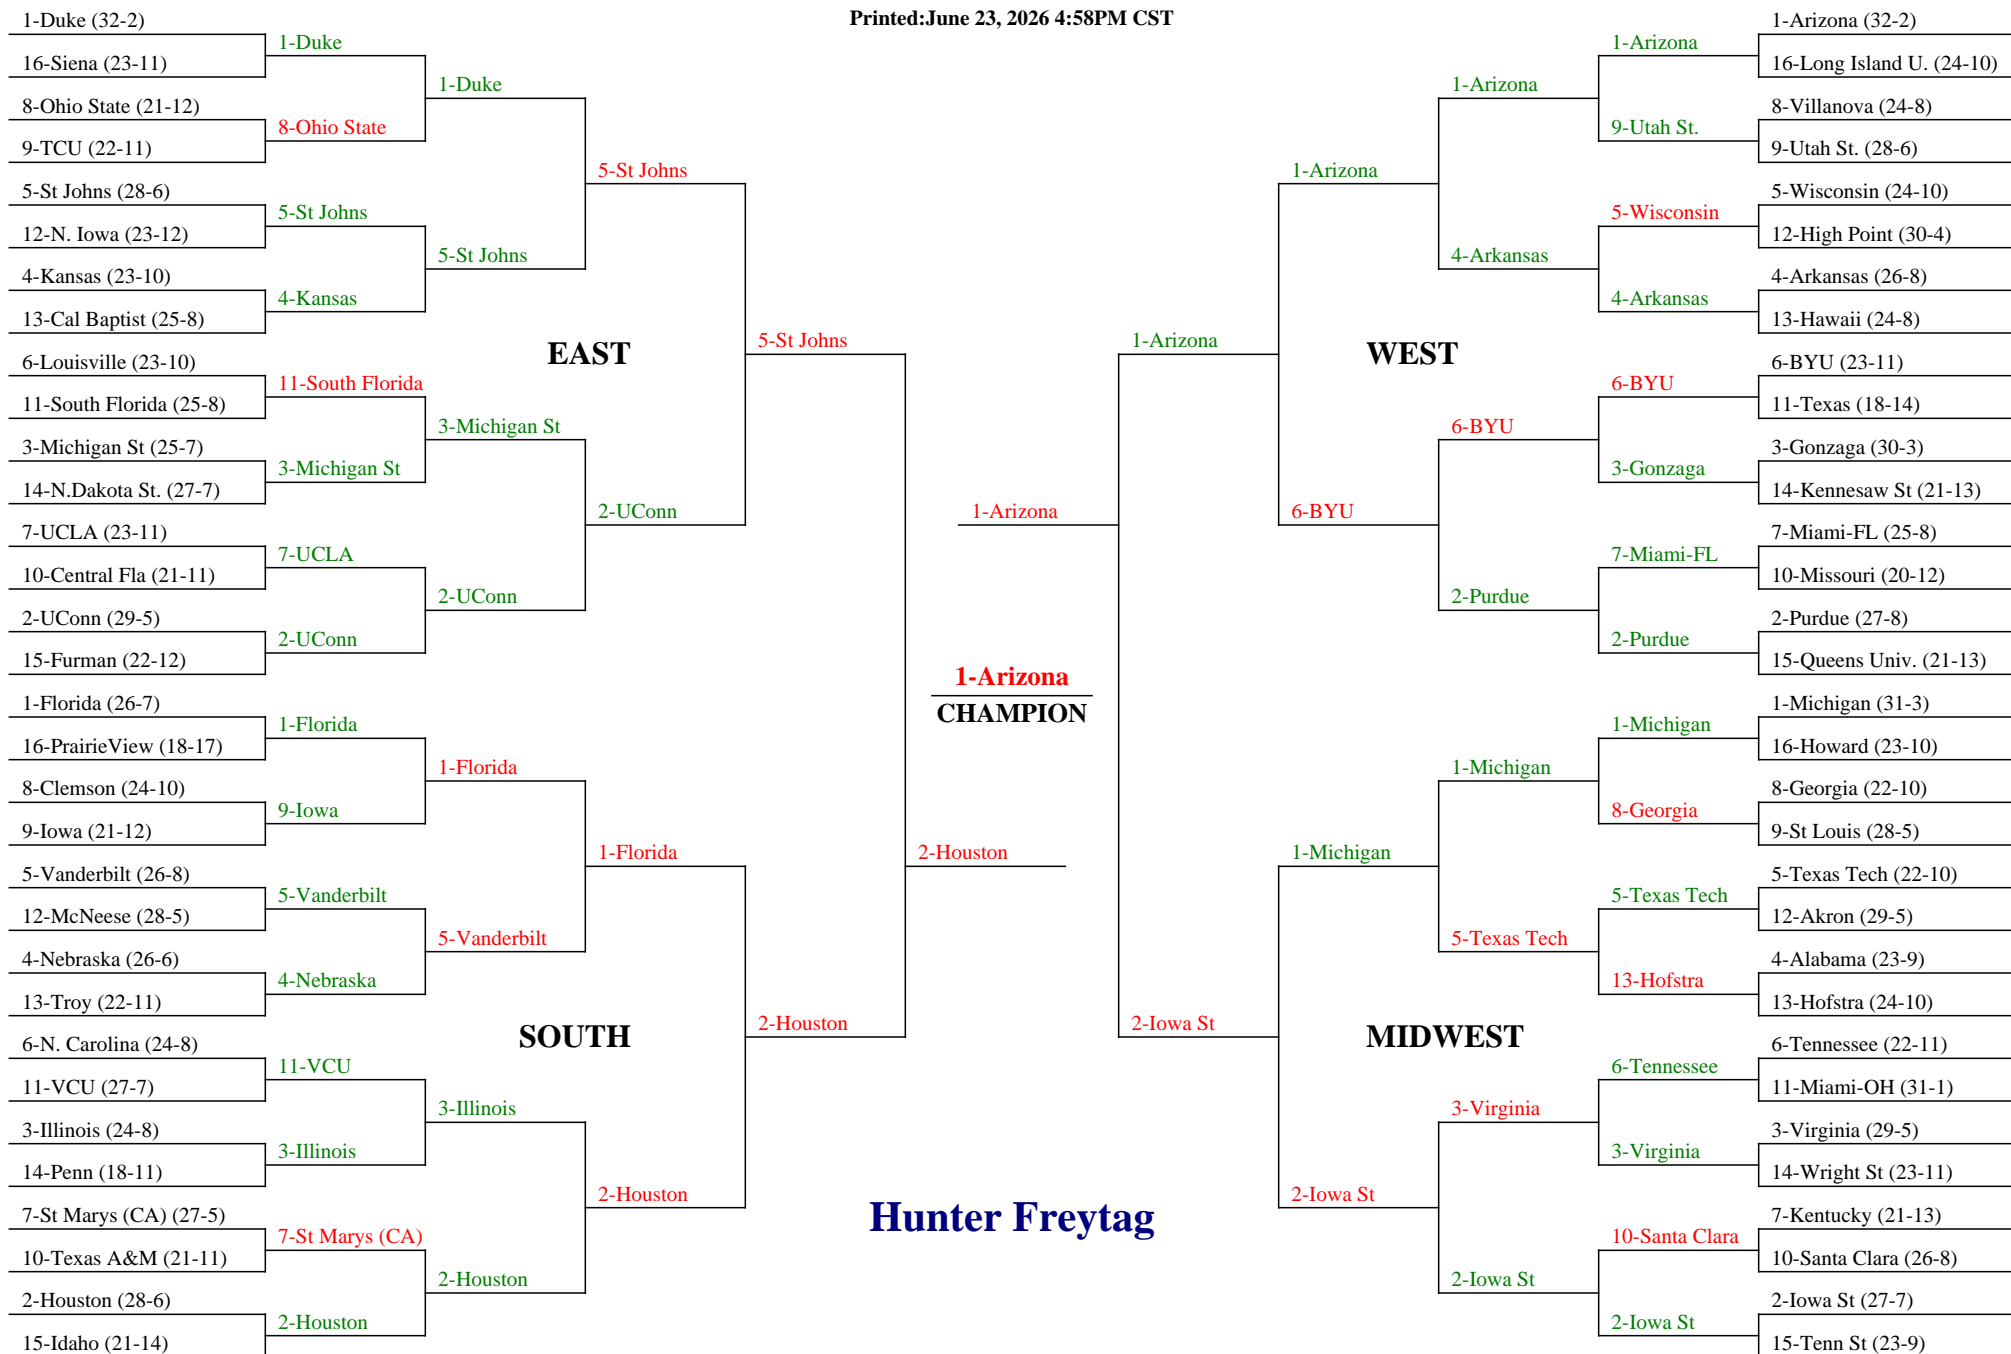 Printed:June 23, 2026 4:58PM CST
1-Duke (32-2)
16-Siena (23-11)
8-Ohio State (21-12)
9-TCU (22-11)
5-St Johns (28-6)
12-N. Iowa (23-12)
4-Kansas (23-10)
13-Cal Baptist (25-8)
6-Louisville (23-10)
11-South Florida (25-8)
3-Michigan St (25-7)
14-N.Dakota St. (27-7)
7-UCLA (23-11)
10-Central Fla (21-11)
2-UConn (29-5)
15-Furman (22-12)
1-Florida (26-7)
16-PrairieView (18-17)
8-Clemson (24-10)
9-Iowa (21-12)
5-Vanderbilt (26-8)
12-McNeese (28-5)
4-Nebraska (26-6)
13-Troy (22-11)
6-N. Carolina (24-8)
11-VCU (27-7)
3-Illinois (24-8)
14-Penn (18-11)
7-St Marys (CA) (27-5)
10-Texas A&M (21-11)
2-Houston (28-6)
15-Idaho (21-14)
1-Duke
8-Ohio State
5-St Johns
4-Kansas
11-South Florida
3-Michigan St
7-UCLA
2-UConn
1-Florida
9-Iowa
5-Vanderbilt
4-Nebraska
11-VCU
3-Illinois
7-St Marys (CA)
2-Houston
1-Duke
5-St Johns
3-Michigan St
2-UConn
1-Florida
5-Vanderbilt
3-Illinois
2-Houston
5-St Johns
2-UConn
1-Florida
2-Houston
EAST
SOUTH
5-St Johns
2-Houston
1-Arizona
1-Arizona
CHAMPION
2-Houston
Hunter Freytag
1-Arizona
2-Iowa St
WEST
MIDWEST
1-Arizona
6-BYU
1-Michigan
2-Iowa St
1-Arizona
4-Arkansas
6-BYU
2-Purdue
1-Michigan
5-Texas Tech
3-Virginia
2-Iowa St
1-Arizona
9-Utah St.
5-Wisconsin
4-Arkansas
6-BYU
3-Gonzaga
7-Miami-FL
2-Purdue
1-Michigan
8-Georgia
5-Texas Tech
13-Hofstra
6-Tennessee
3-Virginia
10-Santa Clara
2-Iowa St
1-Arizona (32-2)
16-Long Island U. (24-10)
8-Villanova (24-8)
9-Utah St. (28-6)
5-Wisconsin (24-10)
12-High Point (30-4)
4-Arkansas (26-8)
13-Hawaii (24-8)
6-BYU (23-11)
11-Texas (18-14)
3-Gonzaga (30-3)
14-Kennesaw St (21-13)
7-Miami-FL (25-8)
10-Missouri (20-12)
2-Purdue (27-8)
15-Queens Univ. (21-13)
1-Michigan (31-3)
16-Howard (23-10)
8-Georgia (22-10)
9-St Louis (28-5)
5-Texas Tech (22-10)
12-Akron (29-5)
4-Alabama (23-9)
13-Hofstra (24-10)
6-Tennessee (22-11)
11-Miami-OH (31-1)
3-Virginia (29-5)
14-Wright St (23-11)
7-Kentucky (21-13)
10-Santa Clara (26-8)
2-Iowa St (27-7)
15-Tenn St (23-9)